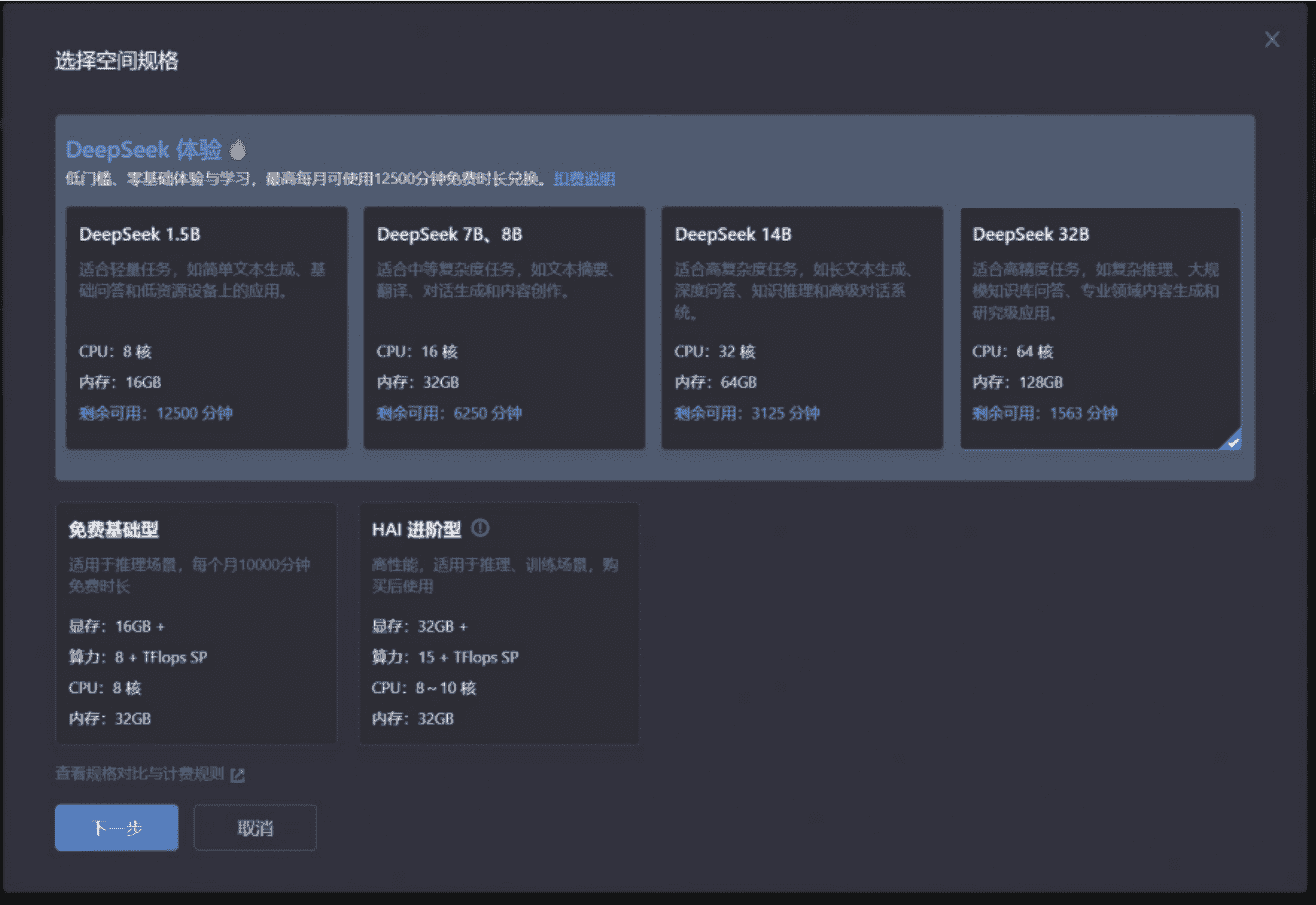 选择空间规格
DeepSeek 体验
低门槛、零基础体验与学习，最高每月可使用12500分钟免费时长兑换。扣费说明
DeepSeek 1.5B
适合轻量任务，如简单文本生成、基
础问答和低资源设备上的应用。
CPU：8 核
内存：16GB
剩余可用：12500 分钟
DeepSeek 7B、8B
适合中等复杂度任务，如文本摘要、
翻译、对话生成和内容创作。
CPU：16 核
内存：32GB
剩余可用：6250 分钟
DeepSeek 14B
适合高复杂度任务，如长文本生成、
深度问答、知识推理和高级对话系
统。
CPU：32 核
内存：64GB
剩余可用：3125 分钟
DeepSeek 32B
适合高精度任务，如复杂推理、大规
模知识库问答、专业领域内容生成和
研究级应用。
CPU：64 核
内存：128GB
剩余可用：1563 分钟
免费基础型
适用于推理场景，每个月10000分钟
免费时长
显存：16GB +
算力：8 + TFlops SP
CPU：8 核
内存：32GB
HAI 进阶型
高性能，适用于推理、训练场景，购
买后使用
显存：32GB +
算力：15 + TFlops SP
CPU：8 ~ 10 核
内存：32GB
查看规格对比与计费规则
下一步
取消